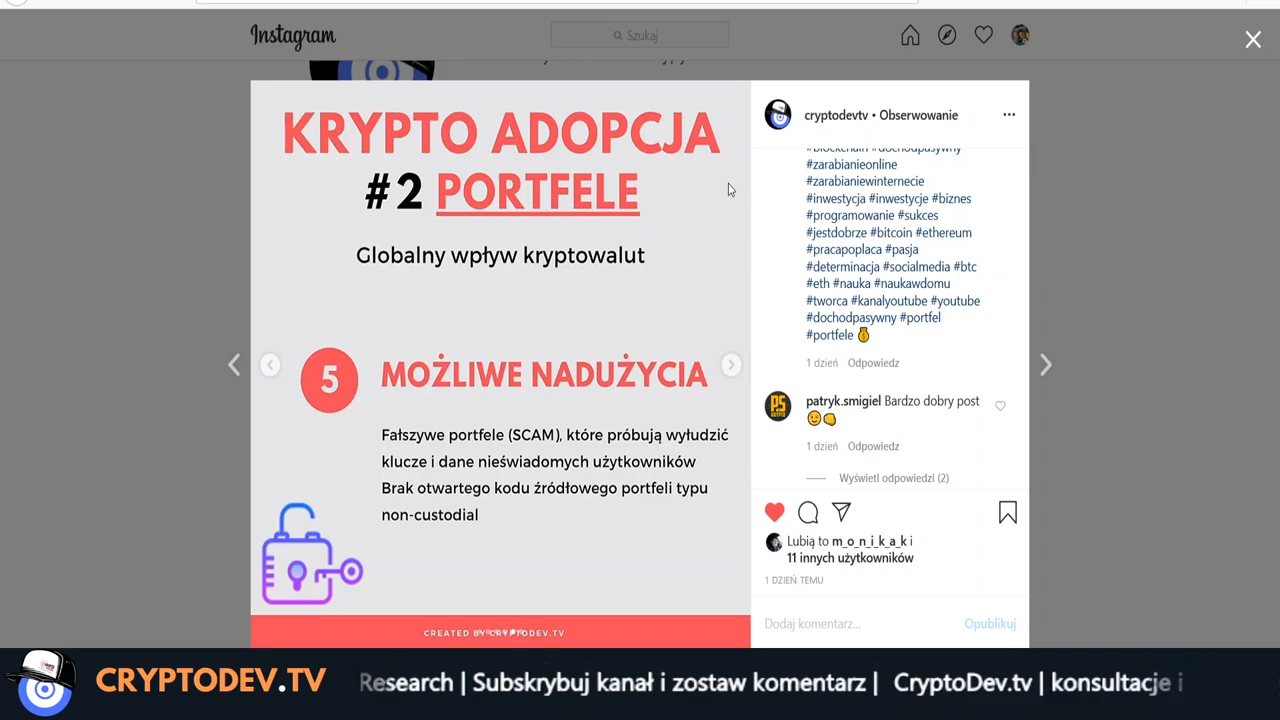 Instagram
Szukaj
KRYPTO ADOPCJA
#2 PORTFELE
Globalny wpływ kryptowalut
5
MOŻLIWE NADUŻYCIA
Fałszywe portfele (SCAM), które próbują wyłudzić
klucze i dane nieświadomych użytkowników
Brak otwartego kodu źródłowego portfeli typu
non-custodial
CREATED BY CRYPTODEV.TV
cryptodevtv • Obserwowanie
#blockchain #dochodpasywny
#zarabianieonline
#zarabianiewinternecie
#inwestycja #inwestycje #biznes
#programowanie #sukces
#jestdobrze #bitcoin #ethereum
#pracapoplaca #pasja
#determinacja #socialmedia #btc
#eth #nauka #naukawdomu
#tworca #kanalyoutube #youtube
#dochodpasywny #portfel
#portfele
1 dzień Odpowiedz
PS
KRYPTO
patryk.smigiel Bardzo dobry post
1 dzień Odpowiedz
Wyświetl odpowiedzi (2)
Lubią to m_o_n_i_k_a_k i
11 innych użytkowników
1 DZIEŃ TEMU
Dodaj komentarz...
Opublikuj
CRYPTODEV.TV
Research | Subskrybuj kanał i zostaw komentarz | CryptoDev.tv | konsultacje i